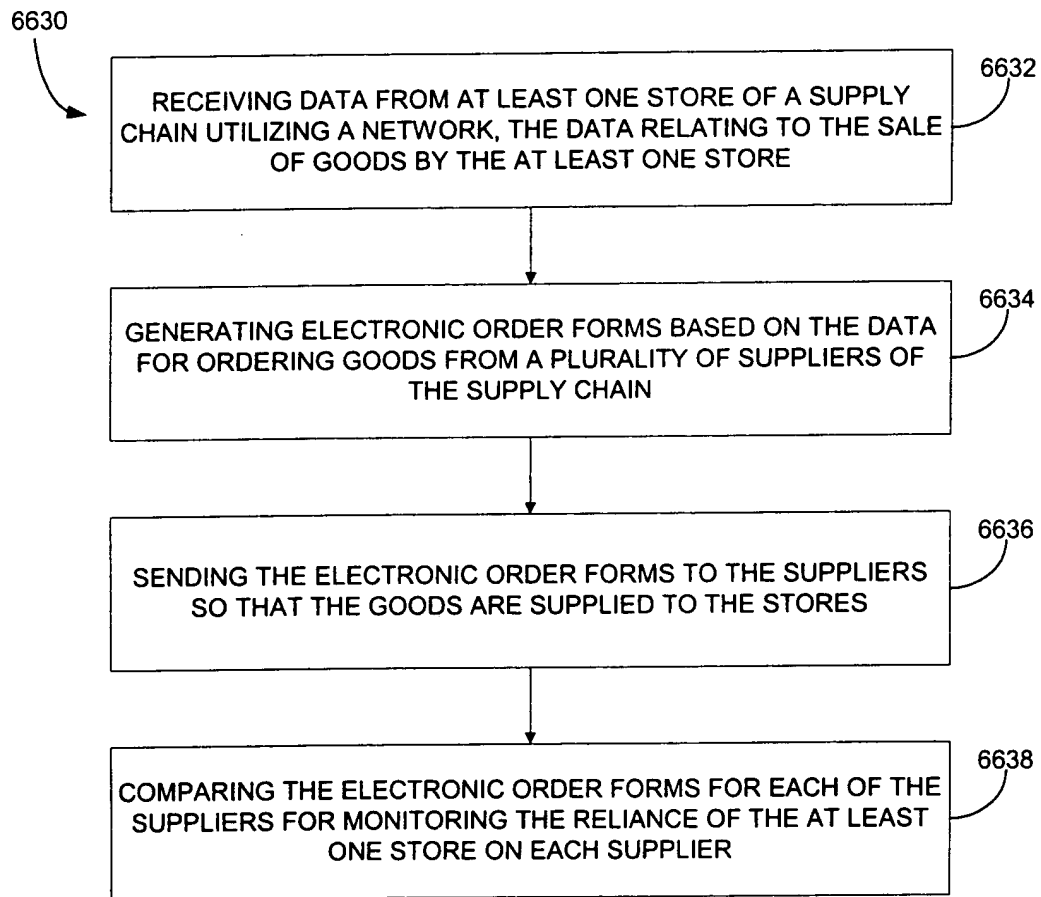 6630
6632
RECEIVING DATA FROM AT LEAST ONE STORE OF A SUPPLY
CHAIN UTILIZING A NETWORK, THE DATA RELATING TO THE SALE
OF GOODS BY THE AT LEAST ONE STORE
6634
GENERATING ELECTRONIC ORDER FORMS BASED ON THE DATA
FOR ORDERING GOODS FROM A PLURALITY OF SUPPLIERS OF
THE SUPPLY CHAIN
6636
SENDING THE ELECTRONIC ORDER FORMS TO THE SUPPLIERS
SO THAT THE GOODS ARE SUPPLIED TO THE STORES
6638
COMPARING THE ELECTRONIC ORDER FORMS FOR EACH OF THE
SUPPLIERS FOR MONITORING THE RELIANCE OF THE AT LEAST
ONE STORE ON EACH SUPPLIER